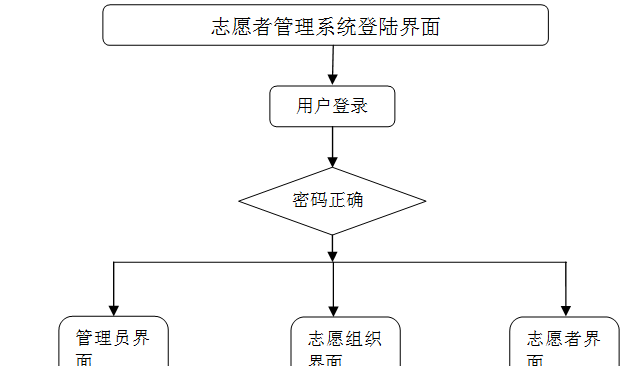 志愿者管理系统登陆界面
用户登录
密码正确
管理员界
面
志愿组织
界面
志愿者界
面